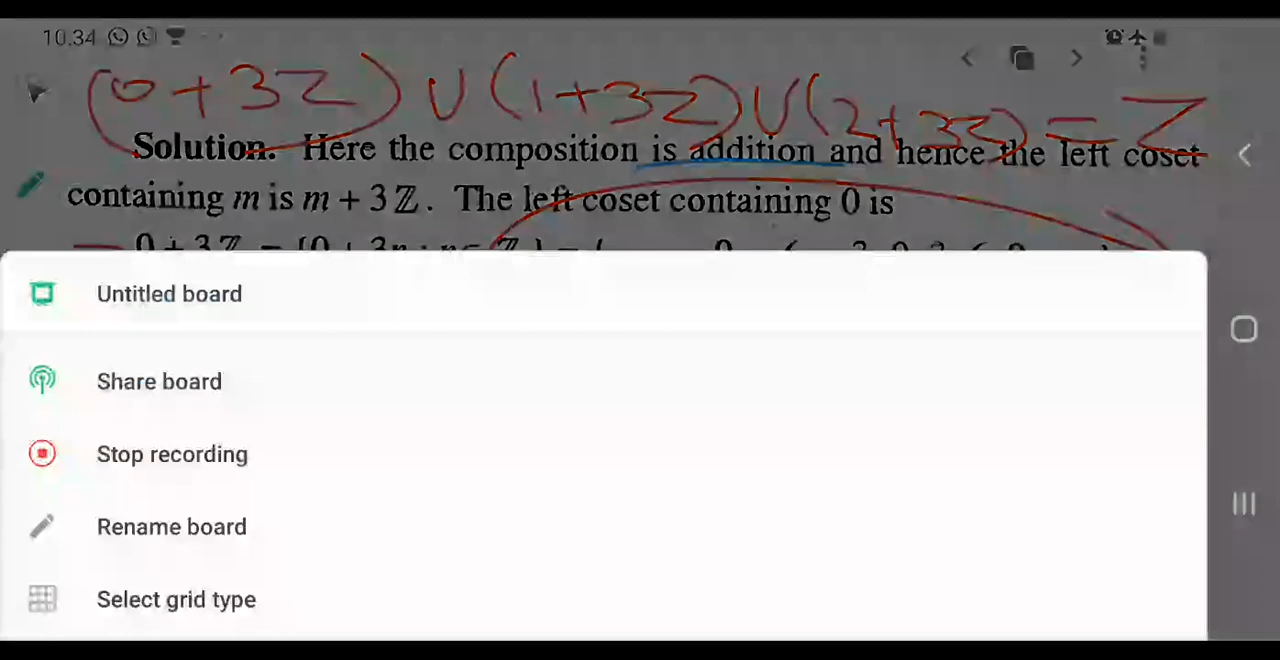 10.34
(0+3Z) U (1+3Z) U (2+3Z) = Z
Solution. Here the composition is addition and hence the left coset
containing m is m + 3ℤ. The left coset containing 0 is
Untitled board
Share board
Stop recording
Rename board
Select grid type